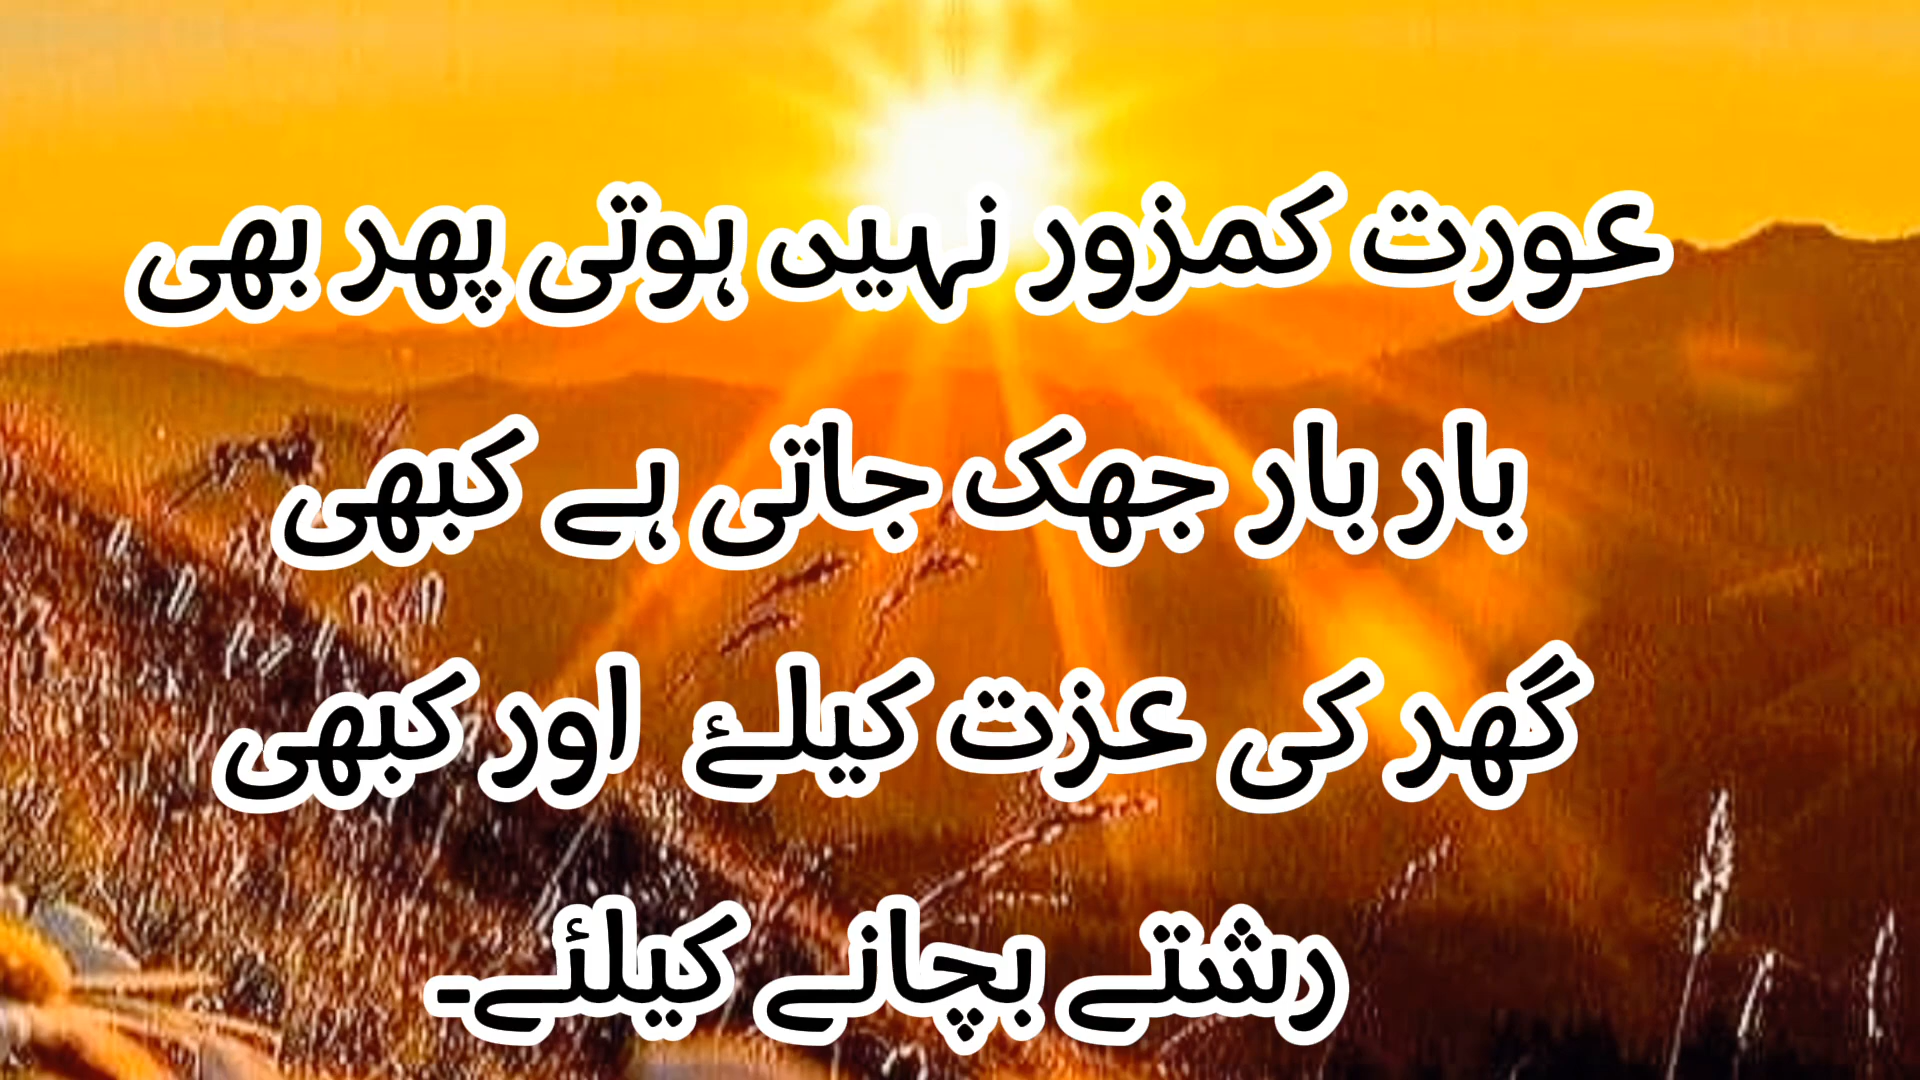 عورت کمزور نہیں ہوتی پھر بھی
بار بار جھک جاتی ہے کبھی
گھر کی عزت کیلۓ اور کبھی
رشتے بچانے کیلئے۔